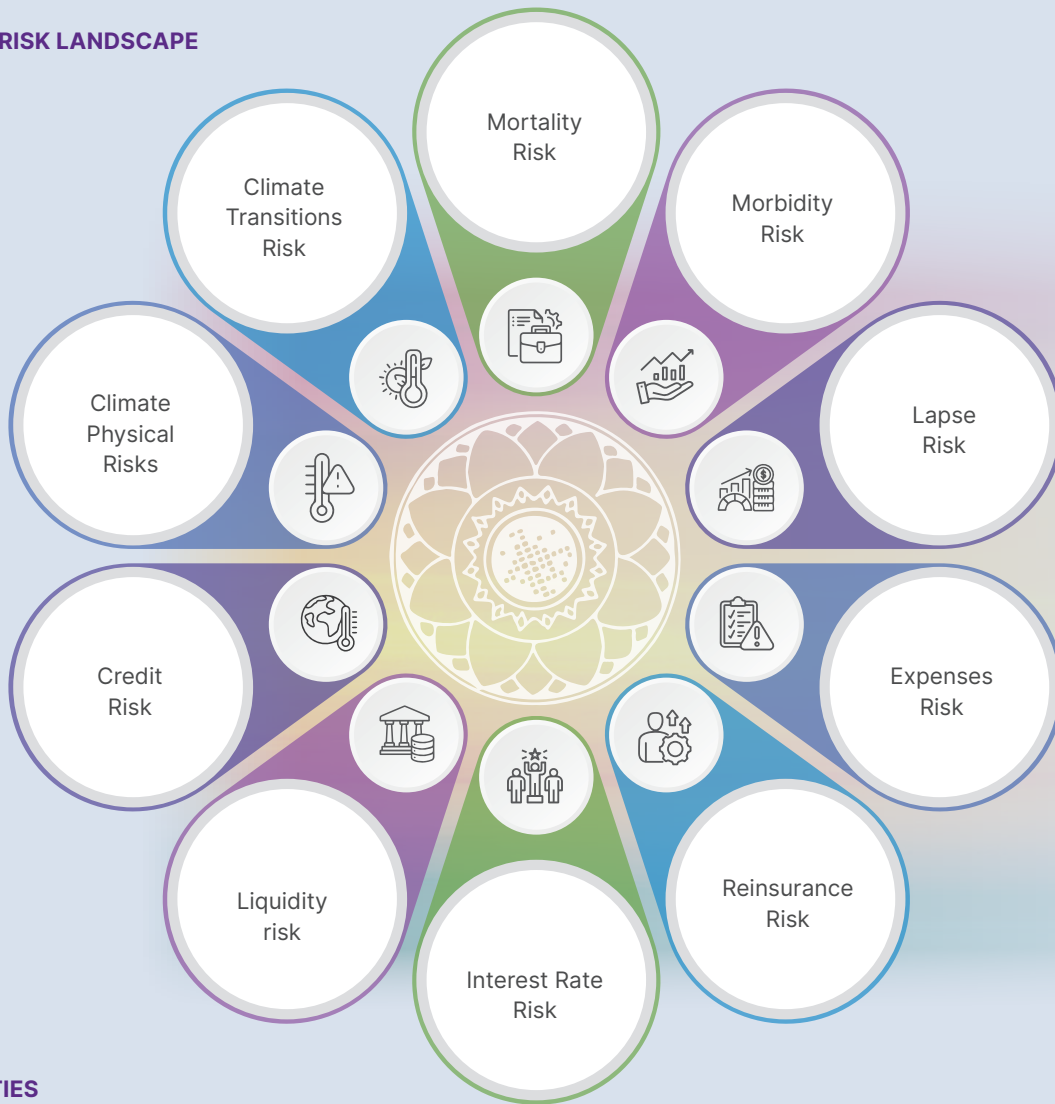 RISK LANDSCAPE
Mortality
Risk
Morbidity
Risk
Lapse
Risk
Expenses
Risk
Reinsurance
Risk
Interest Rate
Risk
Liquidity
risk
Credit
Risk
Climate
Physical
Risks
Climate
Transitions
Risk
TIES